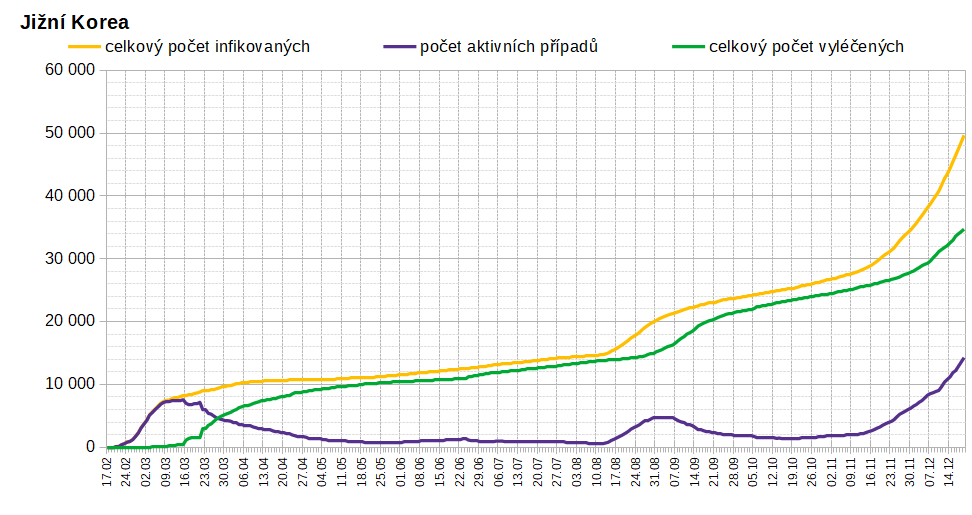 Jižní Korea
celkový počet infikovaných počet aktivních případů celkový počet vyléčených
60 000
50 000
40 000
30 000
20 000
10 000
0
17.02 24.02 02.03 09.03 16.03 23.03 30.03 06.04 13.04 20.04 27.04 04.05 11.05 18.05 25.05 01.06 08.06 15.06 22.06 29.06 06.07 13.07 20.07 27.07 03.08 10.08 17.08 24.08 31.08 07.09 14.09 21.09 28.09 05.10 12.10 19.10 26.10 02.11 09.11 16.11 23.11 30.11 07.12 14.12